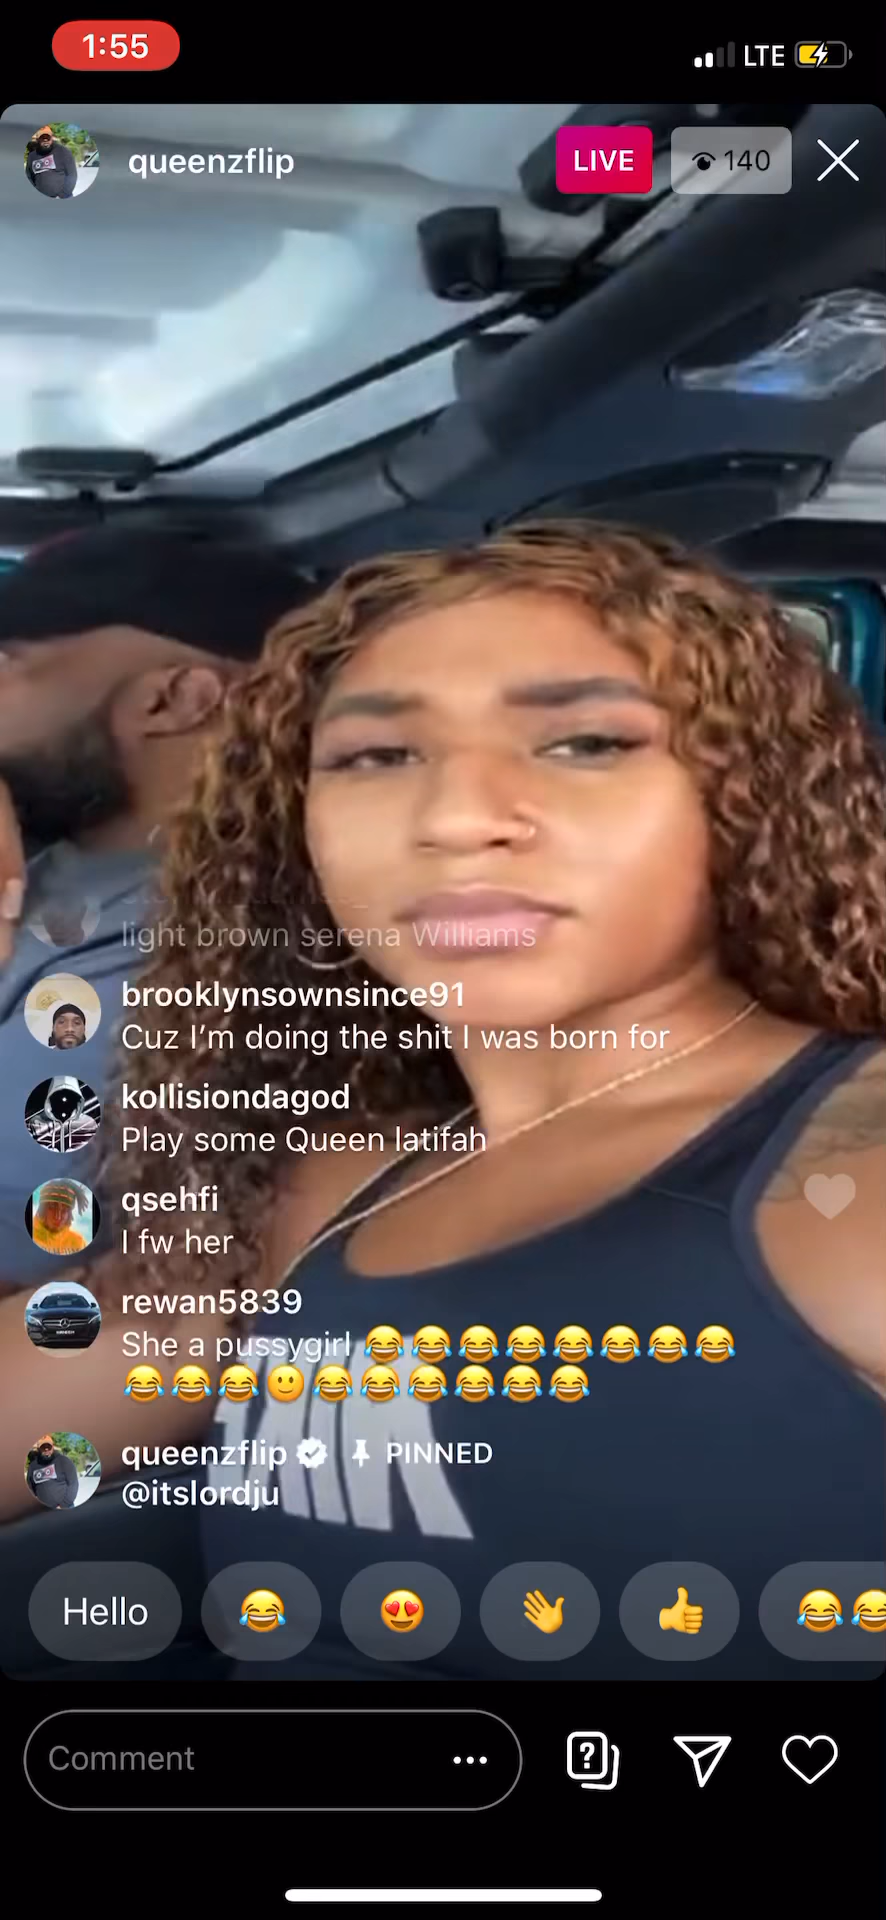 1:55
LTE
queenzflip
LIVE
140
light brown serena Williams
brooklynsownsince91
Cuz I’m doing the shit I was born for
kollisiondagod
Play some Queen latifah
qsehfi
I fw her
rewan5839
She a pussygirl 😂😂😂😂😂😂😂😂
😂😂😂🙂😂😂😂😂😂😂
queenzflip PINNED
@itslordju
Hello 😂 😍 👋 👍 😂😂
Comment